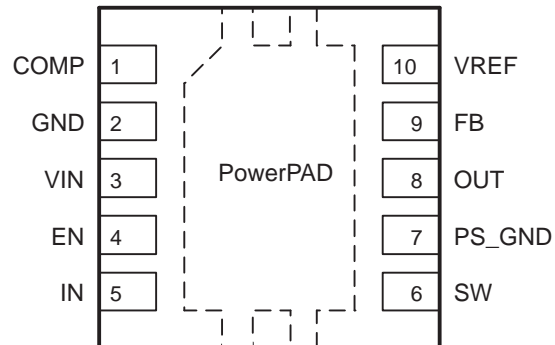 COMP 1 10 VREF
GND 2 9 FB
VIN 3 PowerPAD 8 OUT
EN 4 7 PS_GND
IN 5 6 SW